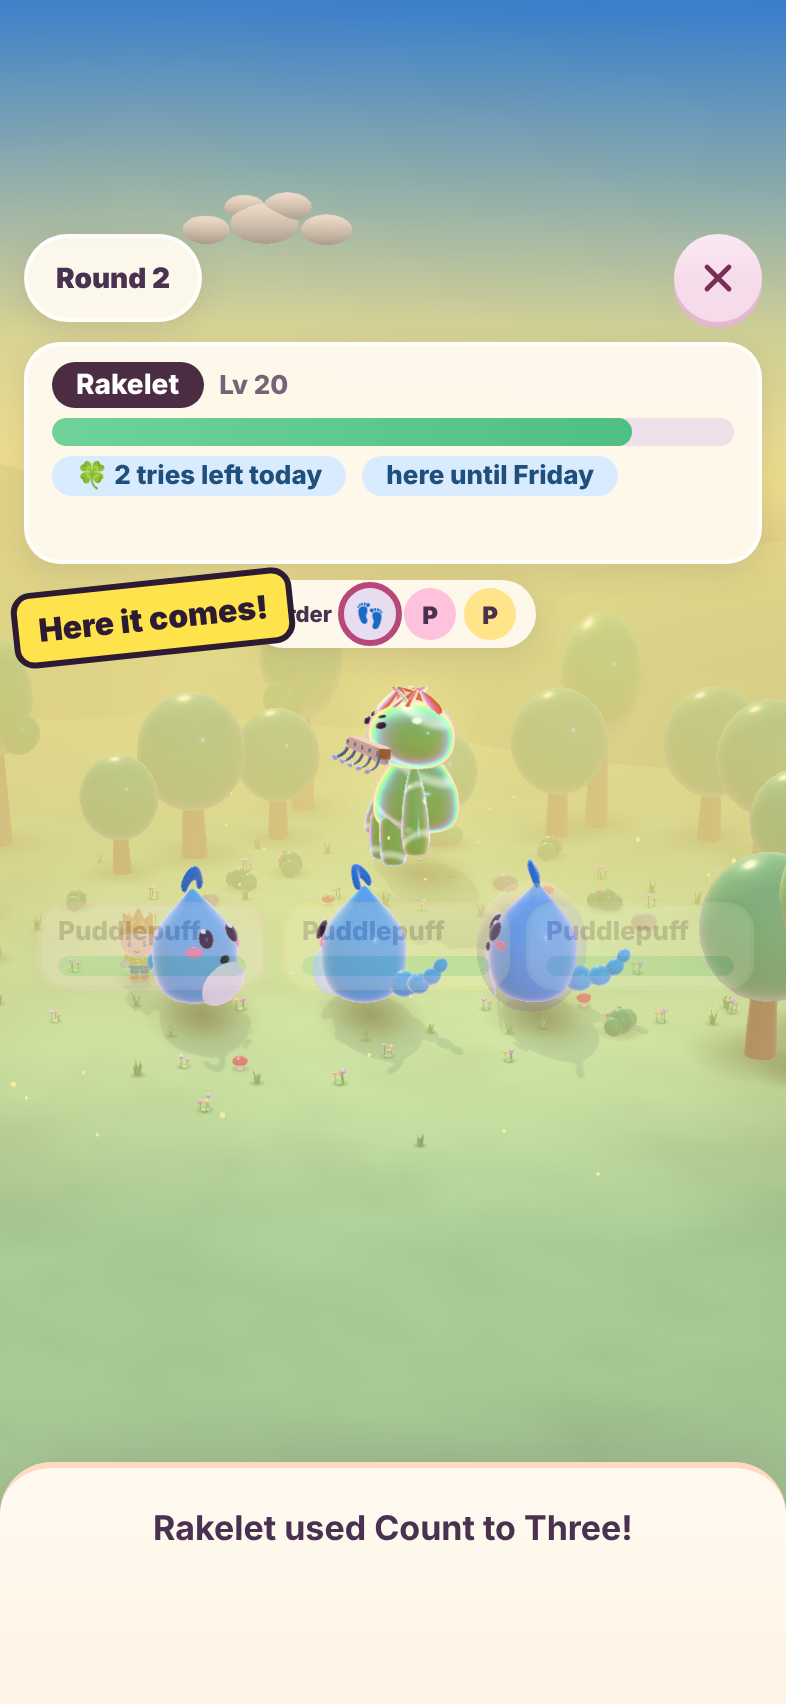 Round 2
Rakelet Lv 20
🍀 2 tries left today here until Friday
Here it comes!
rder 👣 P P
Puddlepuff Puddlepuff Puddlepuff
Rakelet used Count to Three!